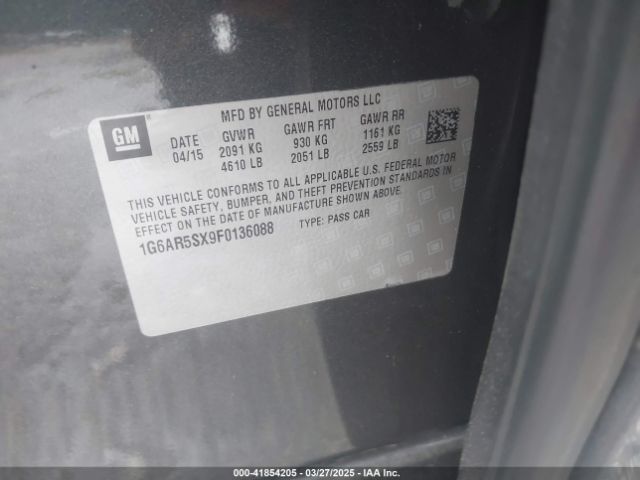 MFD BY GENERAL MOTORS LLC
GM
DATE GVWR GAWR FRT GAWR RR
04/15 2091 KG 930 KG 1161 KG
4610 LB 2051 LB 2559 LB
THIS VEHICLE CONFORMS TO ALL APPLICABLE U.S. FEDERAL MOTOR
VEHICLE SAFETY, BUMPER, AND THEFT PREVENTION STANDARDS IN
EFFECT ON THE DATE OF MANUFACTURE SHOWN ABOVE.
1G6AR5SX9F0136088 TYPE: PASS CAR
000-41854205 - 03/27/2025 - IAA Inc.